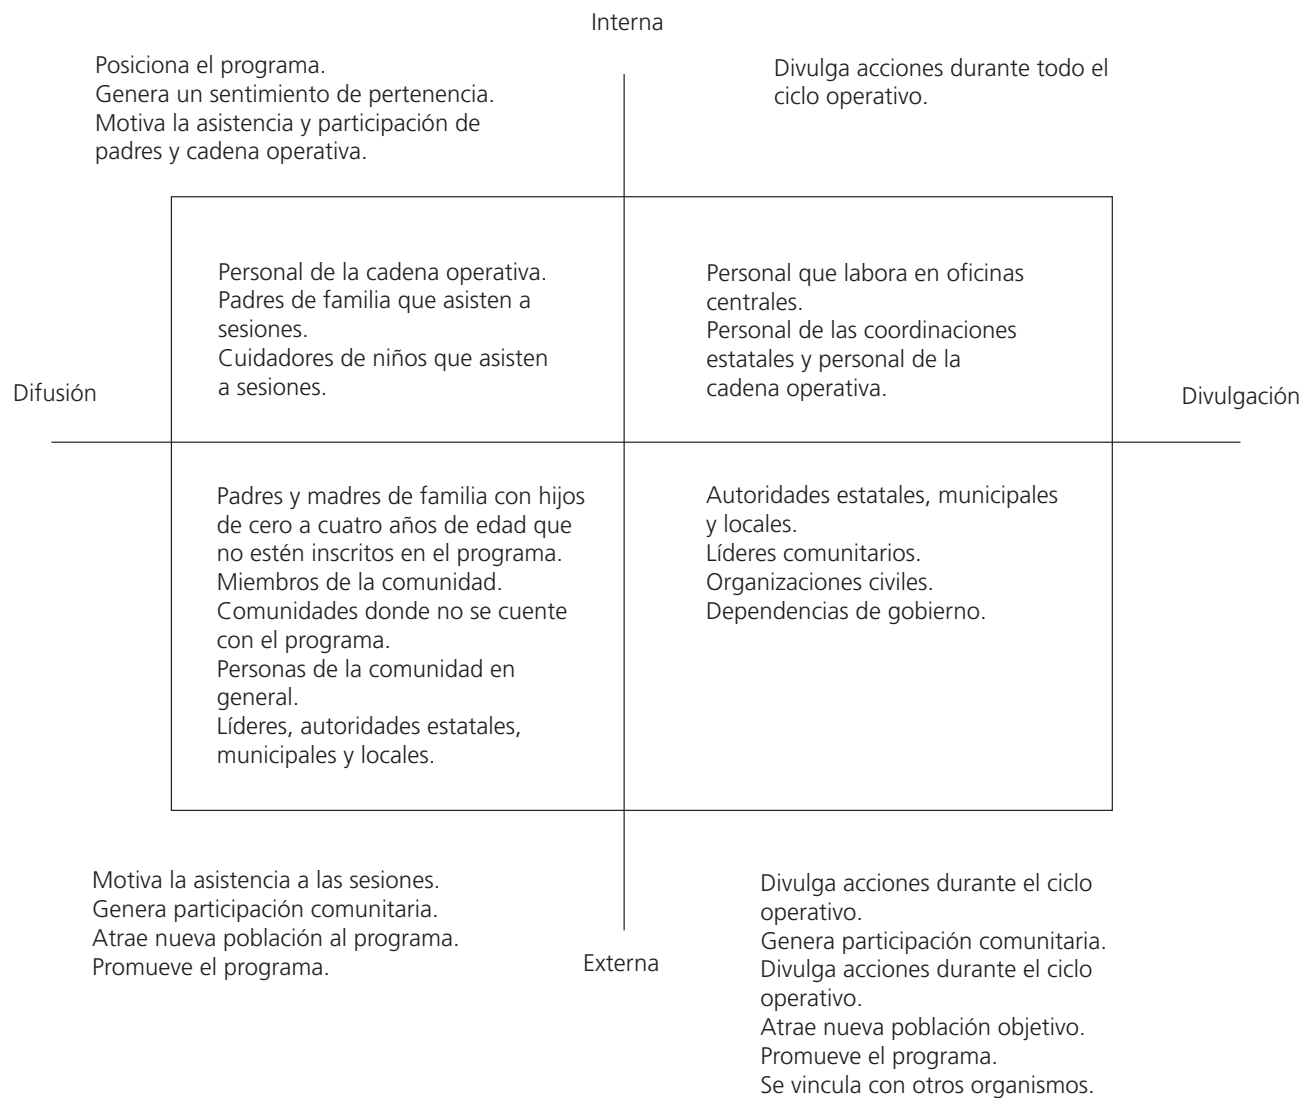 Interna
Posiciona el programa.
Genera un sentimiento de pertenencia.
Motiva la asistencia y participación de
padres y cadena operativa.
Divulga acciones durante todo el
ciclo operativo.
Personal de la cadena operativa.
Padres de familia que asisten a
sesiones.
Cuidadores de niños que asisten
a sesiones.
Personal que labora en oficinas
centrales.
Personal de las coordinaciones
estatales y personal de la
cadena operativa.
Difusión
Divulgación
Padres y madres de familia con hijos
de cero a cuatro años de edad que
no estén inscritos en el programa.
Miembros de la comunidad.
Comunidades donde no se cuente
con el programa.
Personas de la comunidad en
general.
Líderes, autoridades estatales,
municipales y locales.
Autoridades estatales, municipales
y locales.
Líderes comunitarios.
Organizaciones civiles.
Dependencias de gobierno.
Motiva la asistencia a las sesiones.
Genera participación comunitaria.
Atrae nueva población al programa.
Promueve el programa.
Externa
Divulga acciones durante el ciclo
operativo.
Genera participación comunitaria.
Divulga acciones durante el ciclo
operativo.
Atrae nueva población objetivo.
Promueve el programa.
Se vincula con otros organismos.